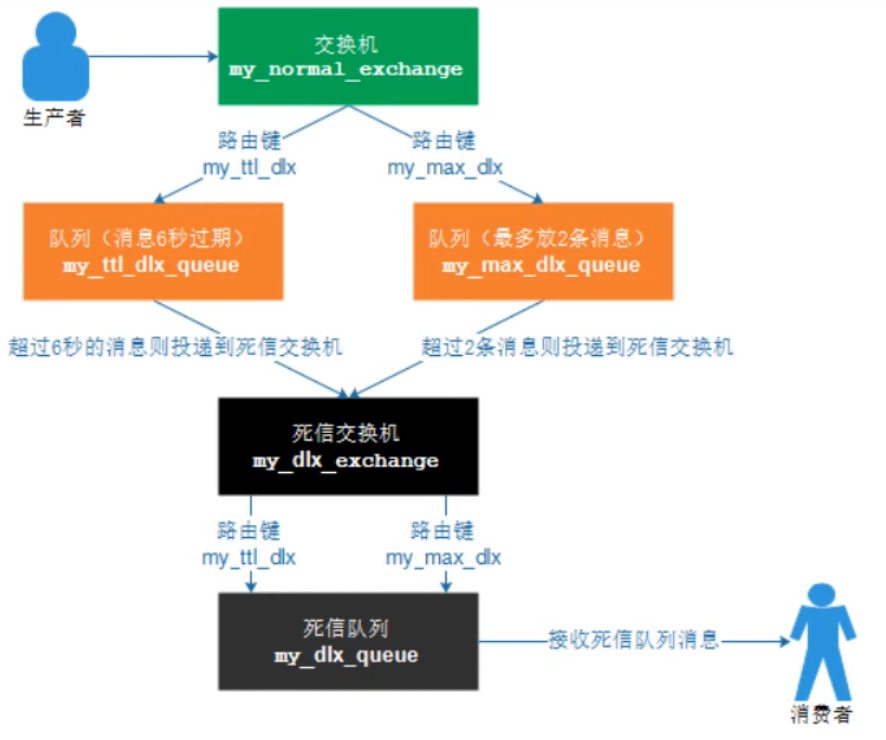 交换机
my_normal_exchange
生产者
路由键
my_ttl_dlx
路由键
my_max_dlx
队列（消息6秒过期）
my_ttl_dlx_queue
队列（最多放2条消息）
my_max_dlx_queue
超过6秒的消息则投递到死信交换机
超过2条消息则投递到死信交换机
死信交换机
my_dlx_exchange
路由键
my_ttl_dlx
路由键
my_max_dlx
死信队列
my_dlx_queue
接收死信队列消息
消费者